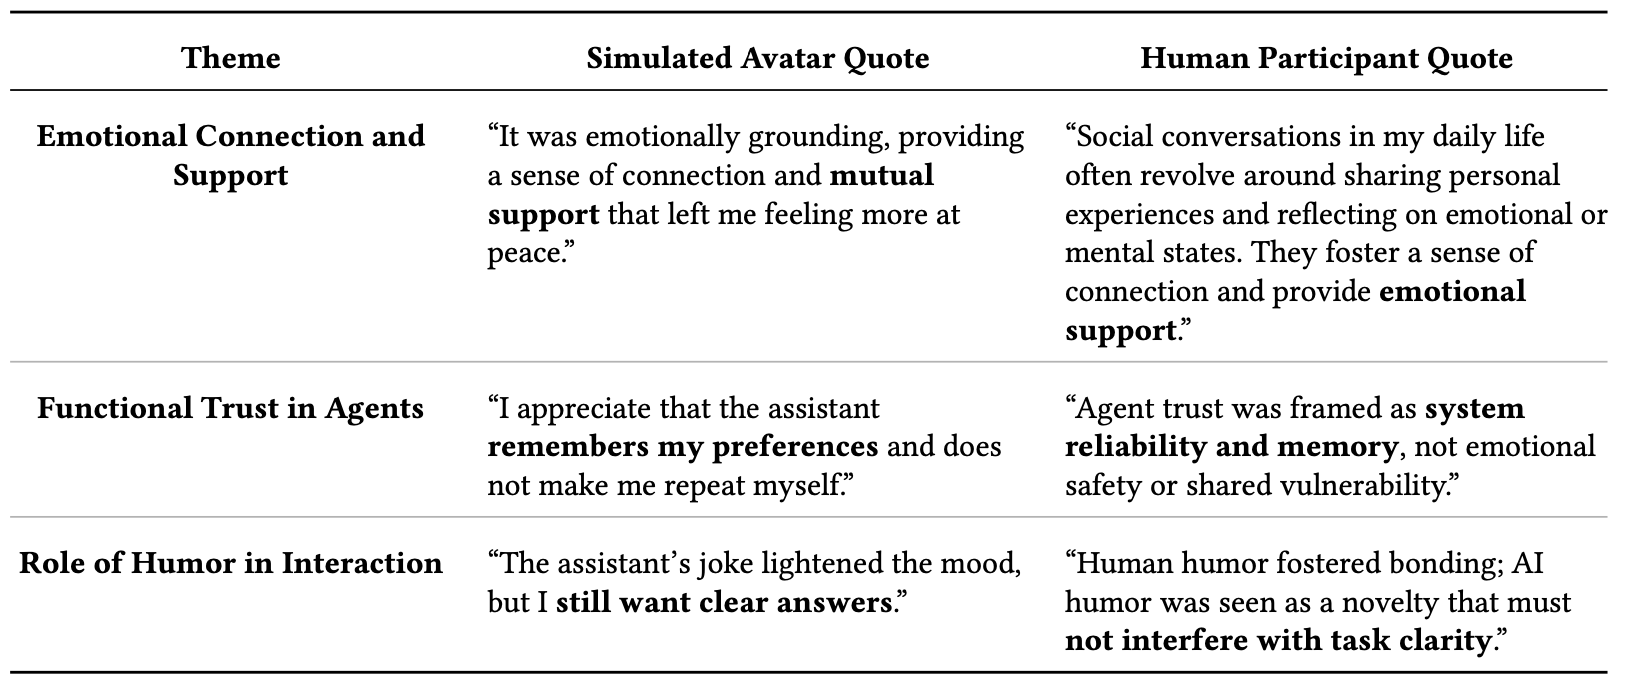 Theme Simulated Avatar Quote Human Participant Quote
Emotional Connection and
Support
“It was emotionally grounding, providing
a sense of connection and mutual
support that left me feeling more at
peace.”
“Social conversations in my daily life
often revolve around sharing personal
experiences and reflecting on emotional or
mental states. They foster a sense of
connection and provide emotional
support.”
Functional Trust in Agents
“I appreciate that the assistant
remembers my preferences and does
not make me repeat myself.”
“Agent trust was framed as system
reliability and memory, not emotional
safety or shared vulnerability.”
Role of Humor in Interaction
“The assistant’s joke lightened the mood,
but I still want clear answers.”
“Human humor fostered bonding; AI
humor was seen as a novelty that must
not interfere with task clarity.”